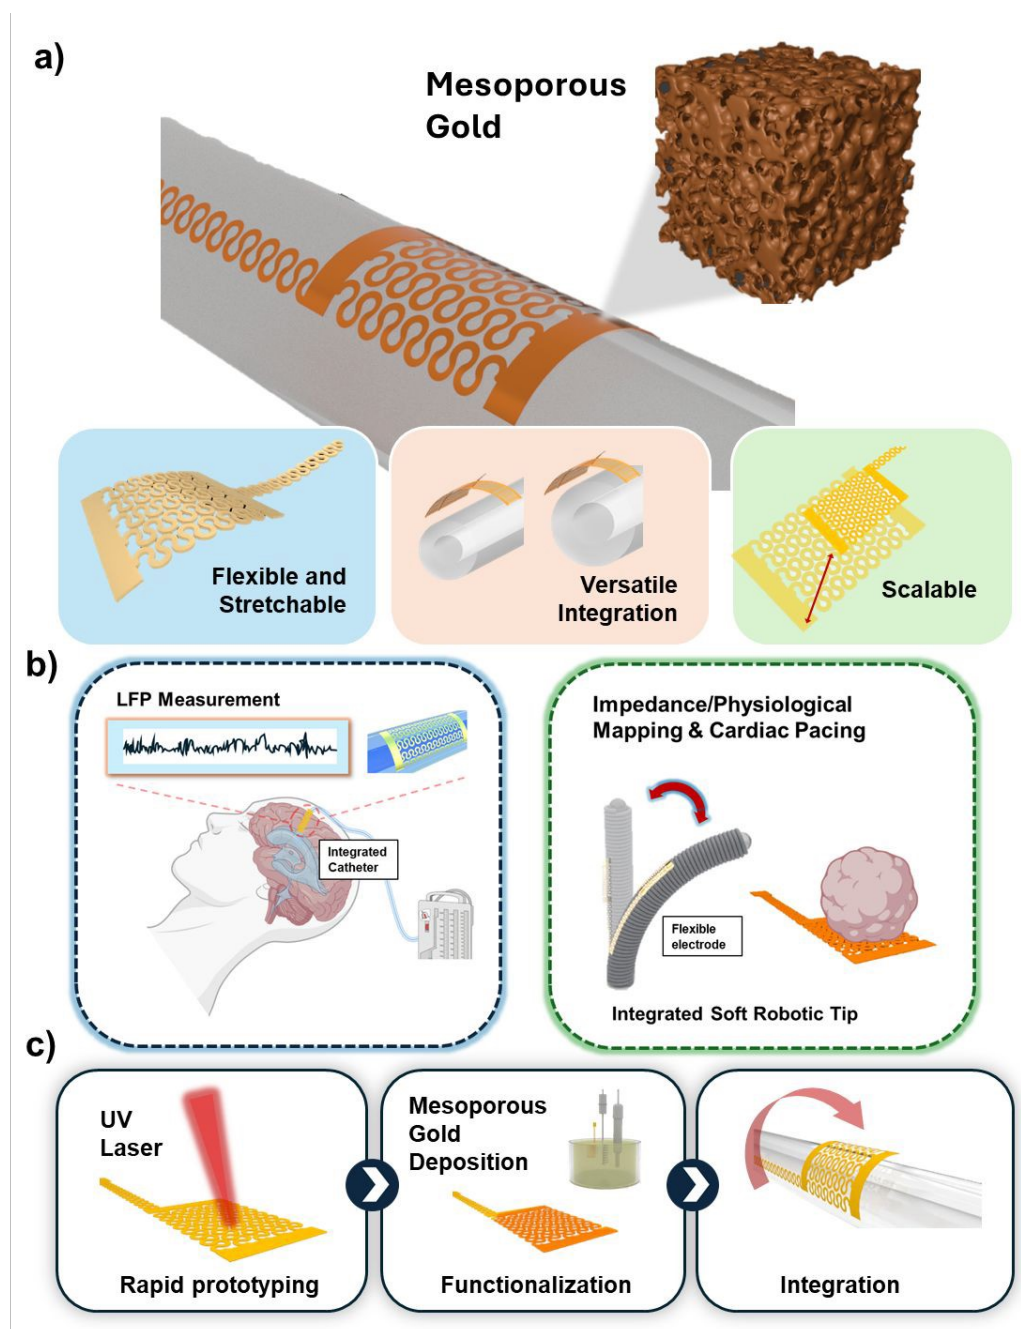 a)
Mesoporous
Gold
Flexible and
Stretchable
Versatile
Integration
Scalable
b)
LFP Measurement
Integrated
Catheter
Impedance/Physiological
Mapping & Cardiac Pacing
Flexible
electrode
Integrated Soft Robotic Tip
c)
UV
Laser
Rapid prototyping
Mesoporous
Gold
Deposition
Functionalization
Integration